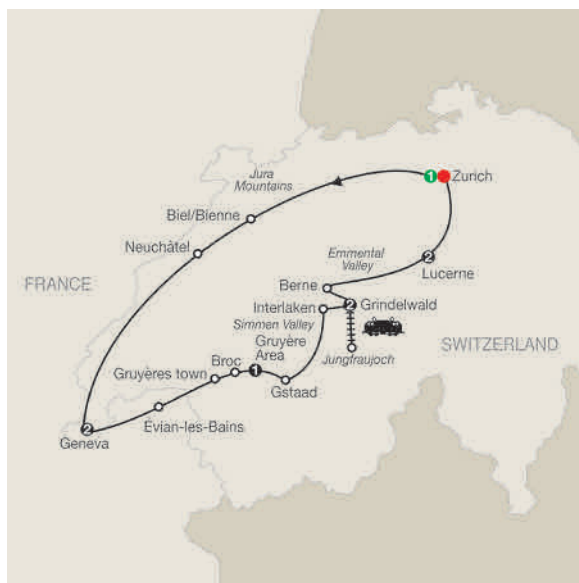 1
Zurich
Jura
Mountains
Biel/Bienne
Neuchâtel
Emmental
Valley
2
Lucerne
FRANCE
Berne
2
Grindelwald
Interlaken
Simmen Valley
Gruyère
Area
Jungfraujoch
SWITZERLAND
Broc
1
Gruyères town
Gstaad
Évian-les-Bains
2
Geneva